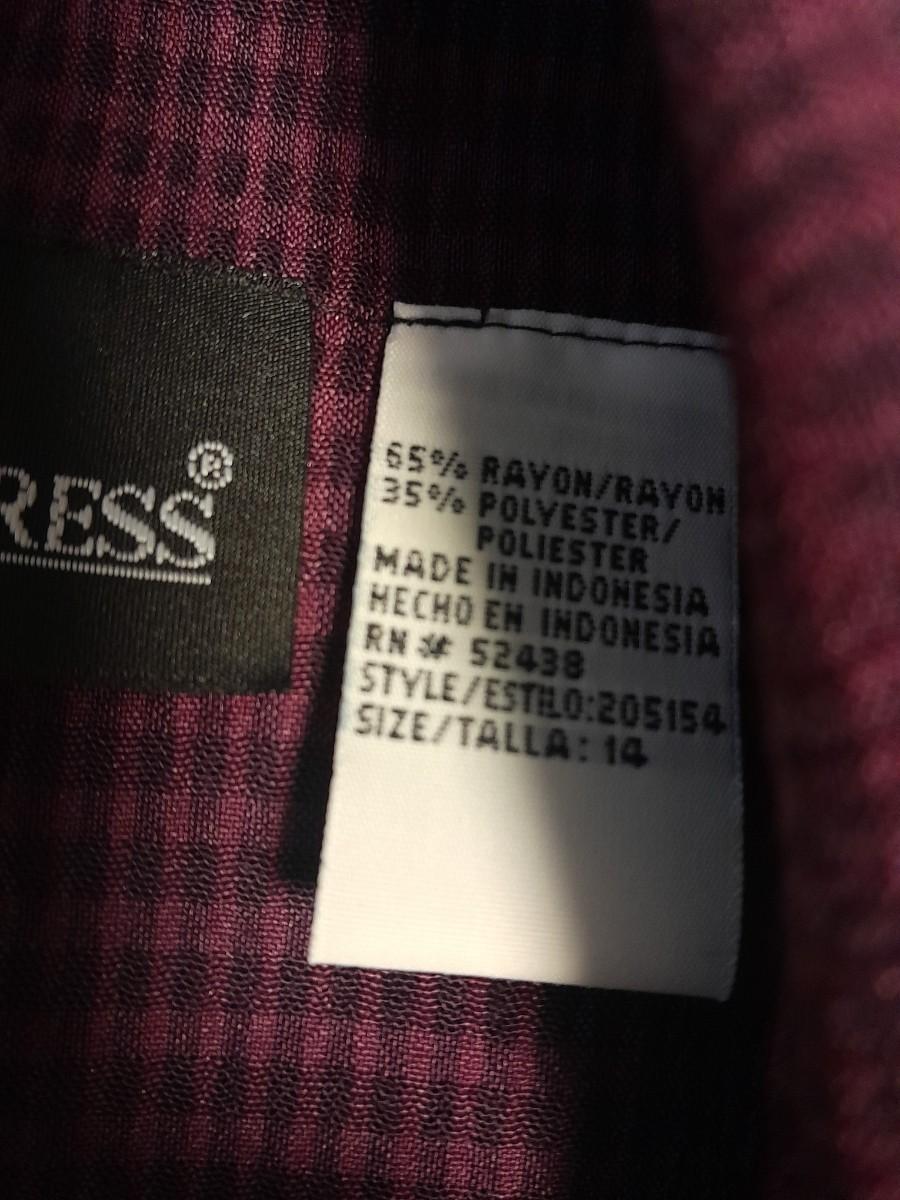 RESS®
65% RAYON/RAYON
35% POLYESTER/
POLIESTER
MADE IN INDONESIA
HECHO EN INDONESIA
RN # 52438
STYLE/ESTILO:205154
SIZE/TALLA: 14